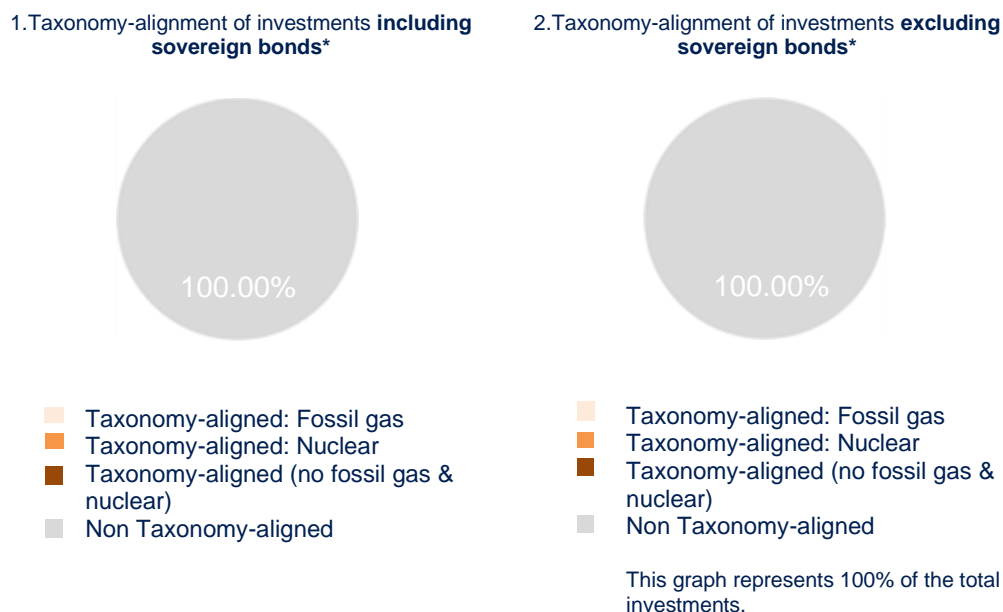 1.Taxonomy-alignment of investments including
sovereign bonds*
100.00%
Taxonomy-aligned: Fossil gas
Taxonomy-aligned: Nuclear
Taxonomy-aligned (no fossil gas &
nuclear)
Non Taxonomy-aligned
2.Taxonomy-alignment of investments excluding
sovereign bonds*
100.00%
Taxonomy-aligned: Fossil gas
Taxonomy-aligned: Nuclear
Taxonomy-aligned (no fossil gas &
nuclear)
Non Taxonomy-aligned
This graph represents 100% of the total
investments.